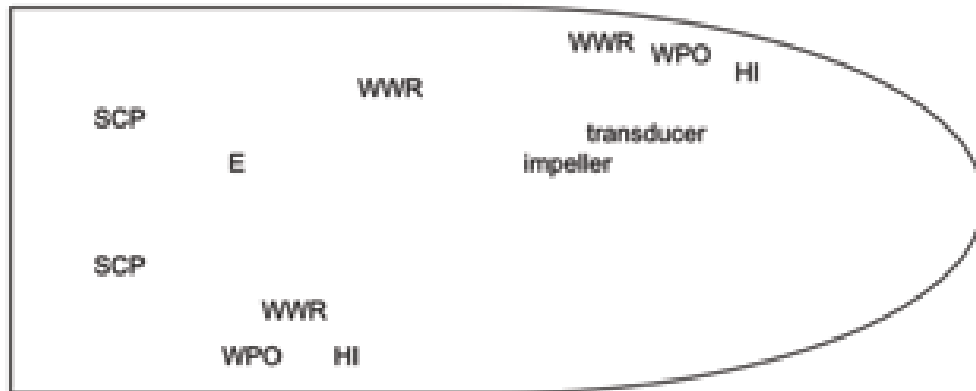 WWR
WPO
HI
WWR
SCP
transducer
E
impeller
SCP
WWR
WPO HI